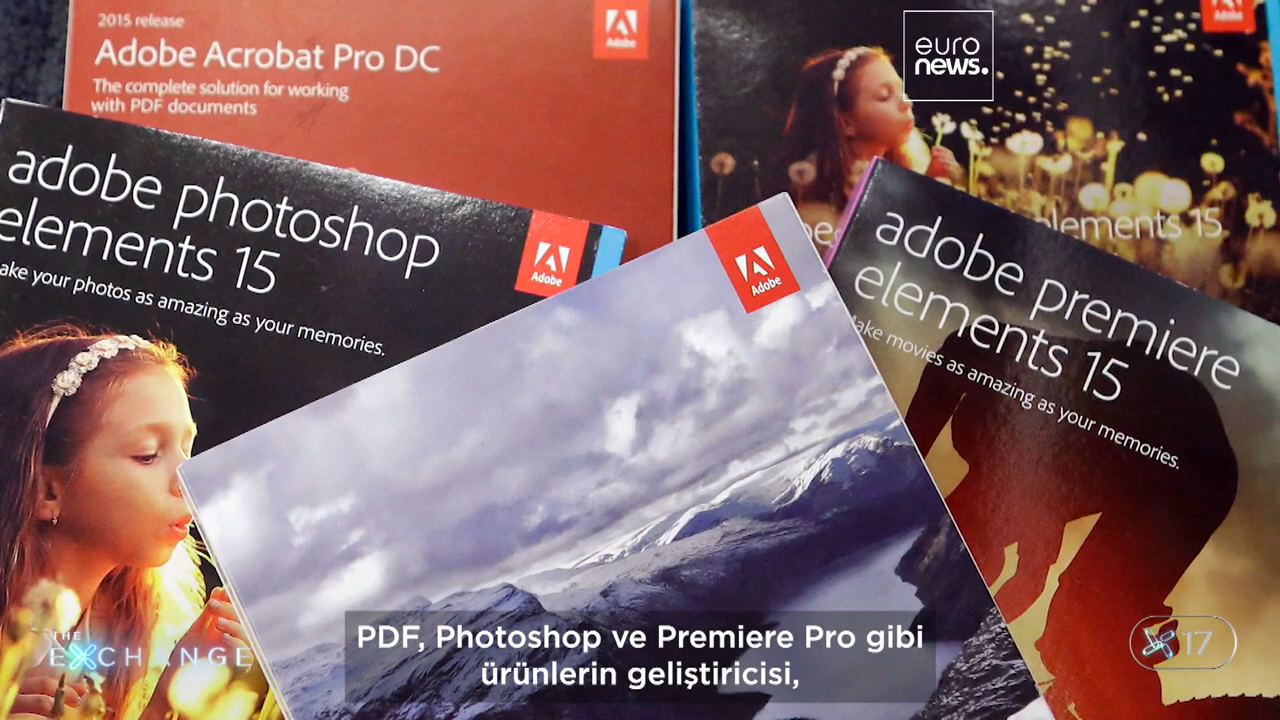 2015 release
Adobe Acrobat Pro DC
The complete solution for working
with PDF documents
Adobe
Adobe
euro
news.
adobe photoshop
elements 15
ake your photos as amazing as your memories.
Adobe
Adobe
elements 15
adobe premiere
elements 15
Make movies as amazing as your memories.
THE
EXCHANGE
17
PDF, Photoshop ve Premiere Pro gibi
ürünlerin geliştiricisi,